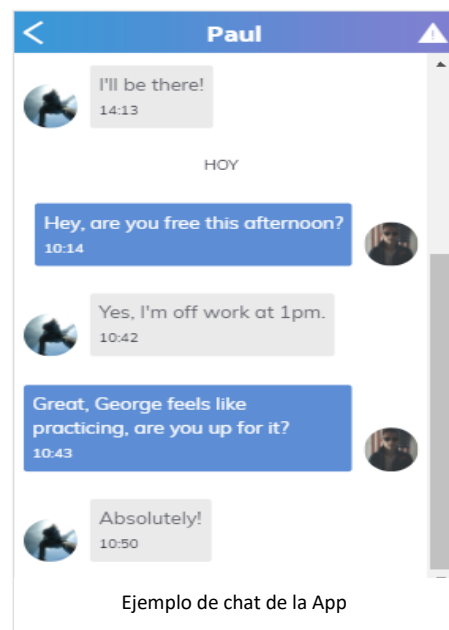 Paul
I'll be there!
14:13
HOY
Hey, are you free this afternoon?
10:14
Yes, I'm off work at 1pm.
10:42
Great, George feels like
practicing, are you up for it?
10:43
Absolutely!
10:50
Ejemplo de chat de la App